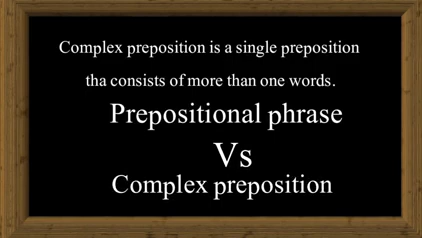 Complex preposition is a single preposition
tha consists of more than one words.
Prepositional phrase
Vs
Complex preposition